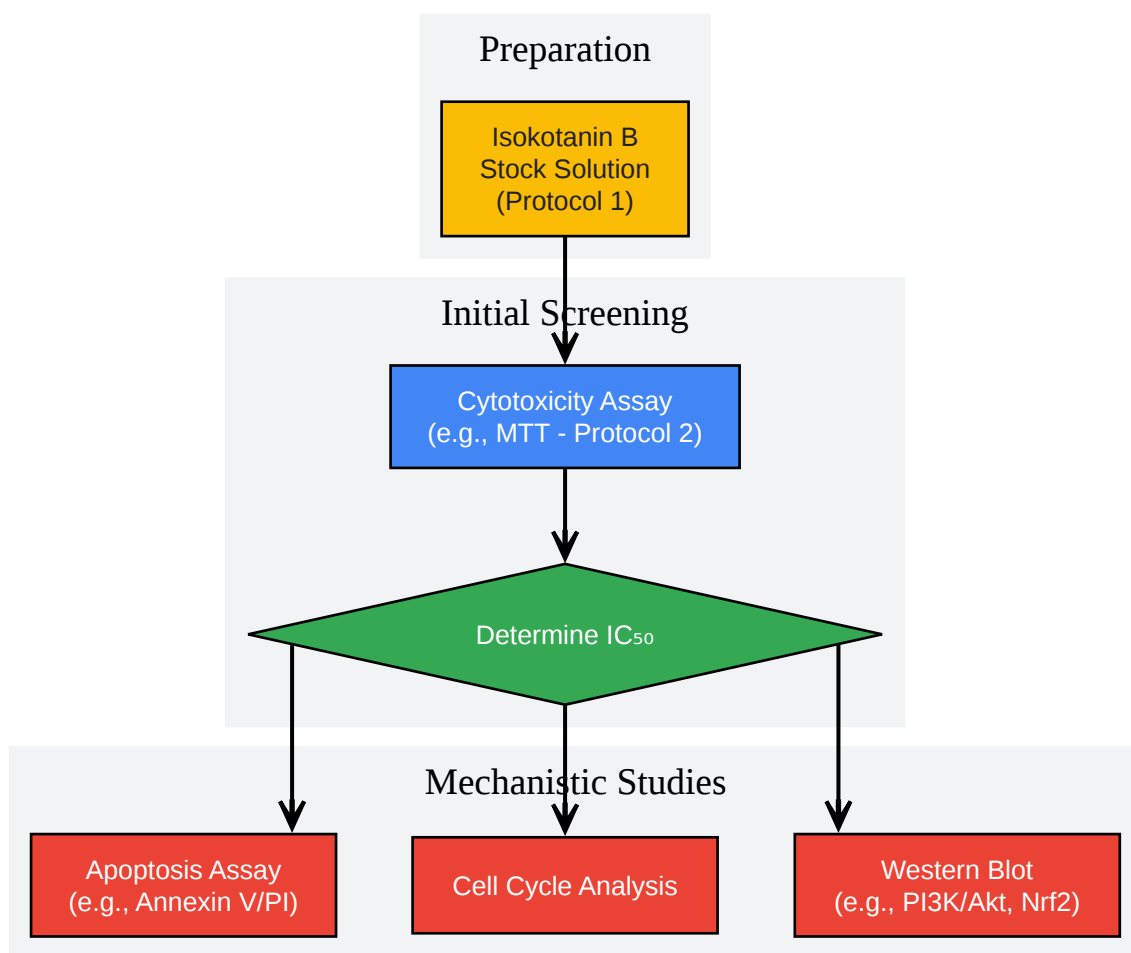 Preparation
Isokotanin B
Stock Solution
(Protocol 1)
Initial Screening
Cytotoxicity Assay
(e.g., MTT - Protocol 2)
Determine IC₅₀
Mechanistic Studies
Apoptosis Assay
(e.g., Annexin V/PI)
Cell Cycle Analysis
Western Blot
(e.g., PI3K/Akt, Nrf2)